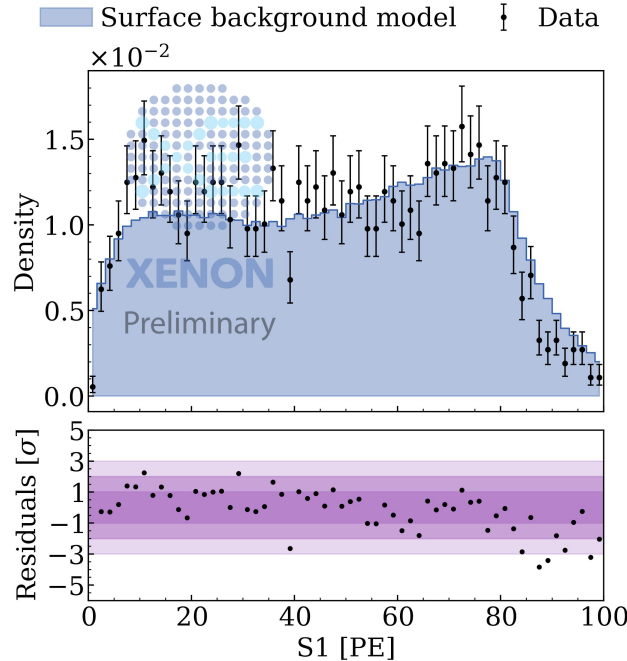 Surface background model Data
×10⁻²
1.5
1.0
0.5
0.0
Density
XENON
Preliminary
5
3
1
−1
−3
−5
Residuals [σ]
0 20 40 60 80 100
S1 [PE]